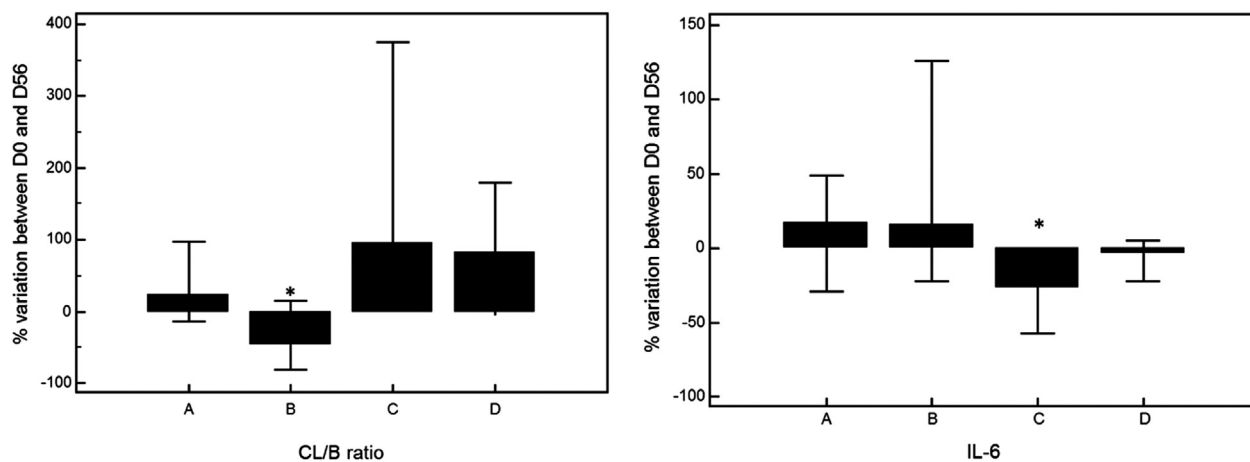 % variation between D0 and D56
400
300
200
100
0
-100
*
A B C D
CL/B ratio
% variation between D0 and D56
150
100
50
0
-50
-100
*
A B C D
IL-6